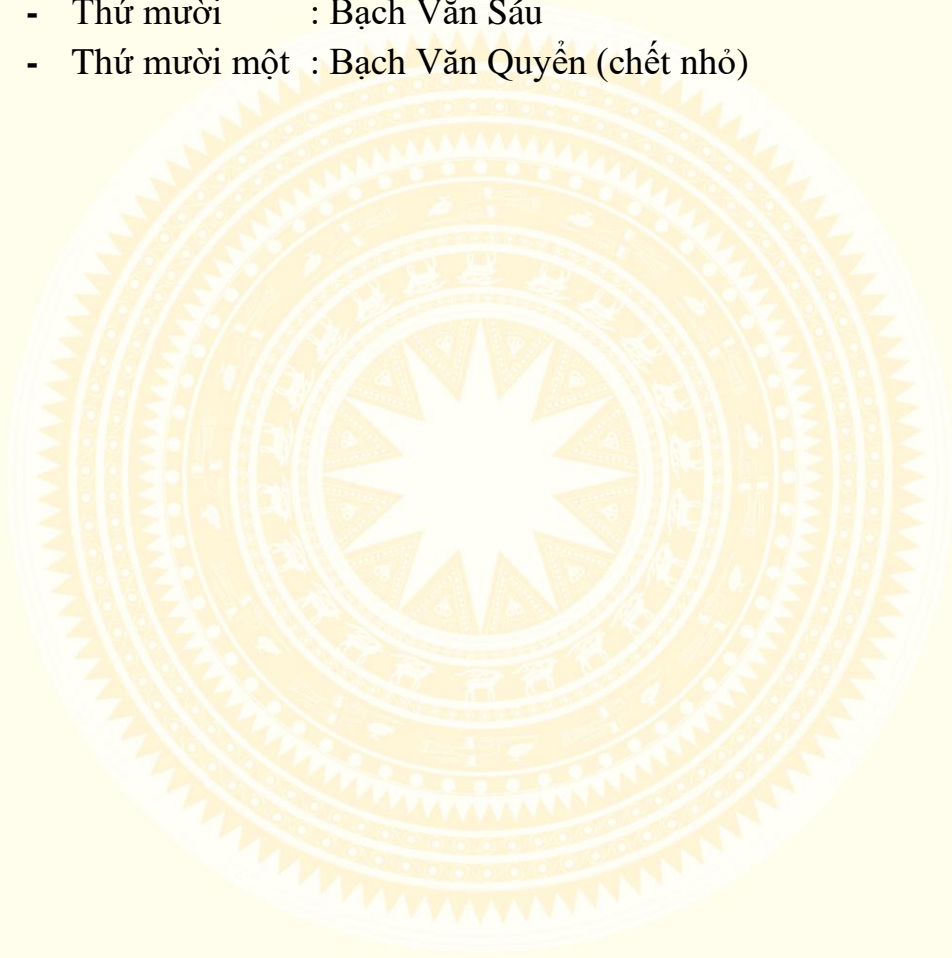 - Thứ mười : Bạch Văn Sáu
- Thứ mười một : Bạch Văn Quyển (chết nhỏ)